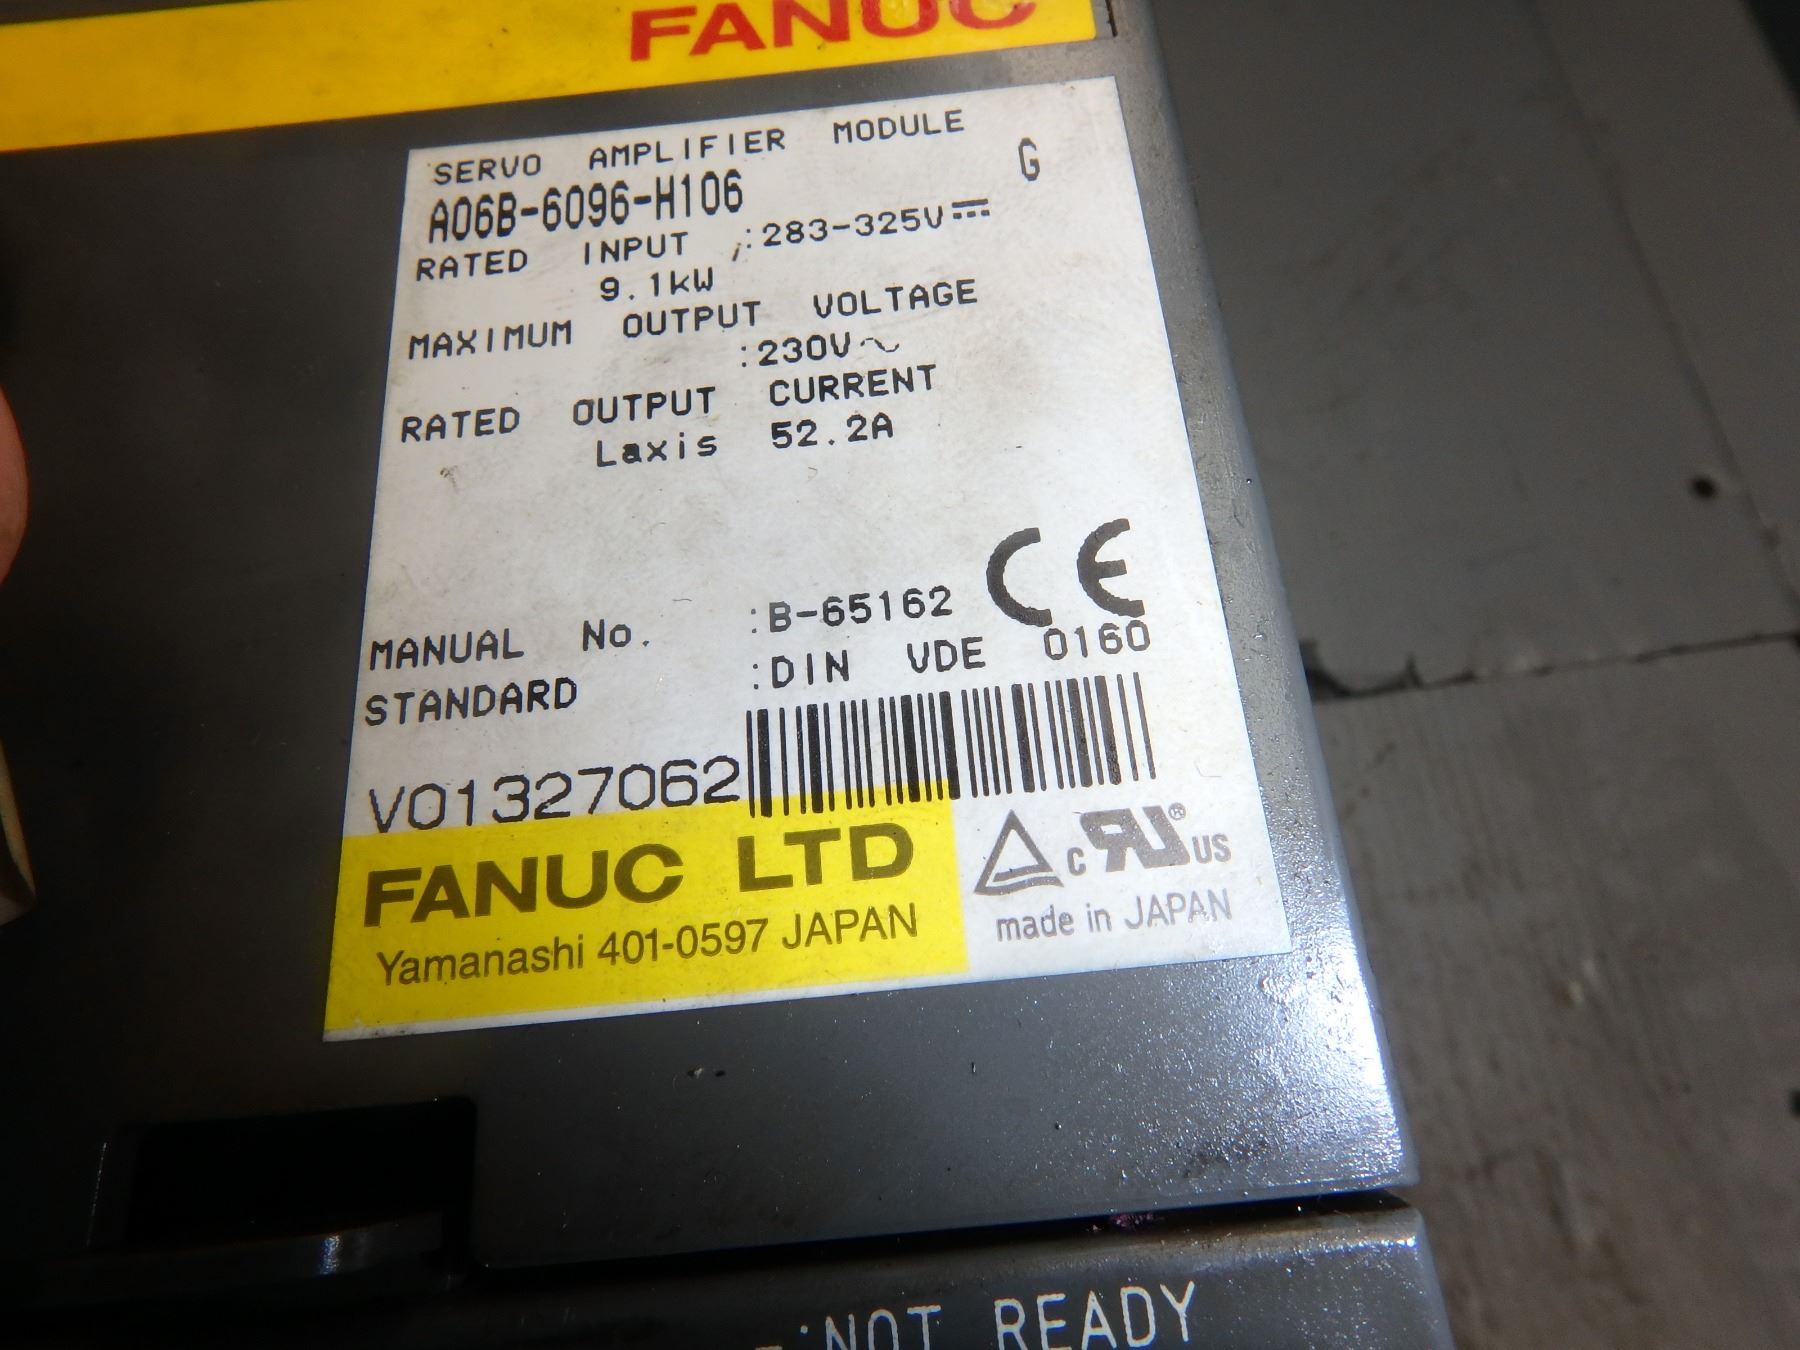 FANUC
SERVO AMPLIFIER MODULE
G
A06B-6096-H106
RATED INPUT :283-325V⎓
9.1kW
MAXIMUM OUTPUT VOLTAGE
:230V~
RATED OUTPUT CURRENT
Laxis 52.2A
CE
MANUAL No. :B-65162
STANDARD :DIN VDE 0160
V01327062
FANUC LTD
Yamanashi 401-0597 JAPAN
c RU® US
made in JAPAN
-:NOT READY